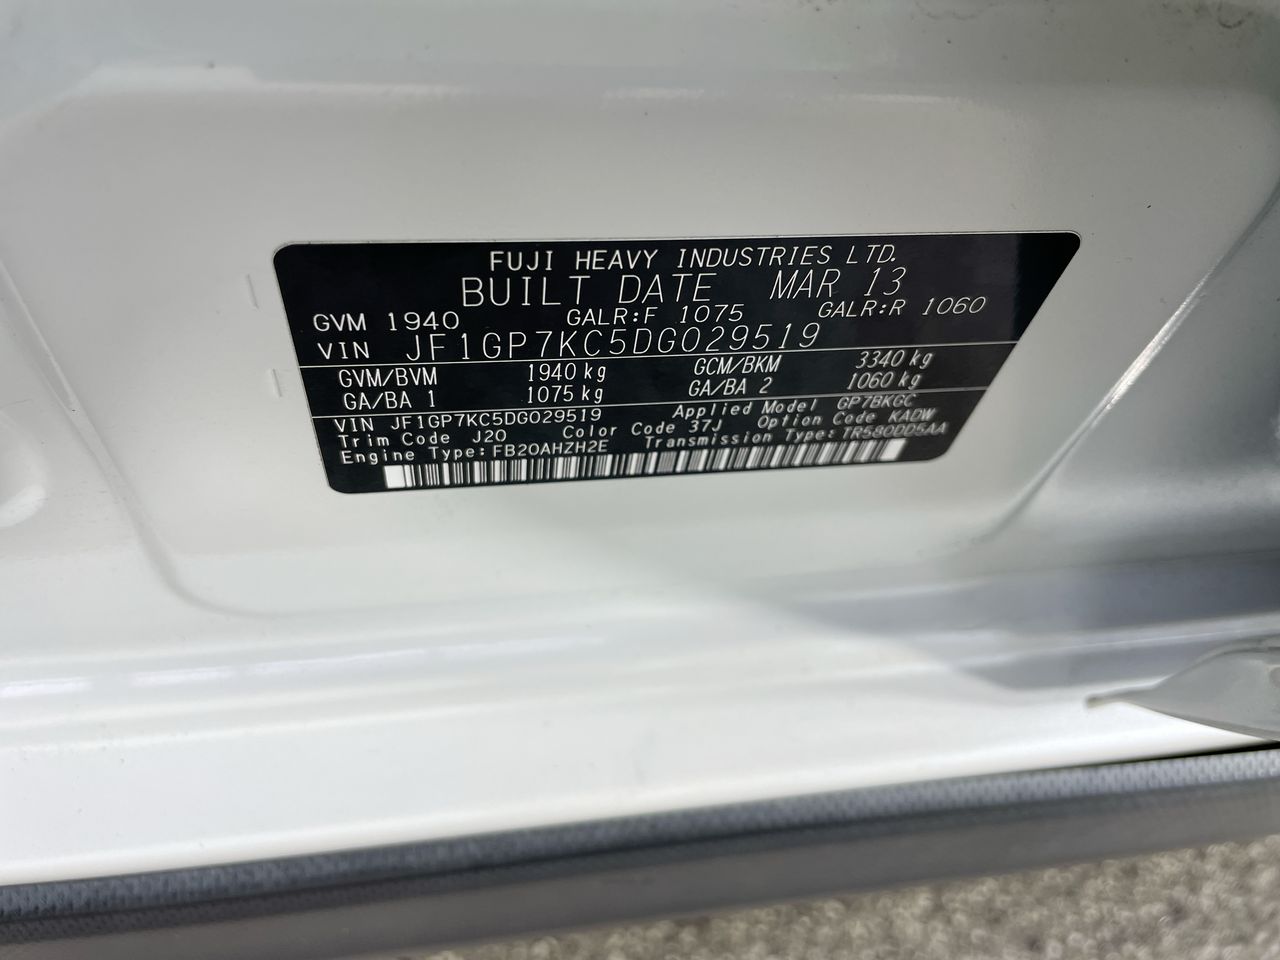 FUJI HEAVY INDUSTRIES LTD.
BUILT DATE MAR 13
GVM 1940 GALR:F 1075 GALR:R 1060
VIN JF1GP7KC5DG029519
GVM/BVM 1940 kg GCM/BKM 3340 kg
GA/BA 1 1075 kg GA/BA 2 1060 kg
VIN JF1GP7KC5DG029519 Applied Model GP7BKGC
Trim Code J20 Color Code 37J Option Code KADW
Engine Type:FB20AHZH2E Transmission Type:TR580DD5AA